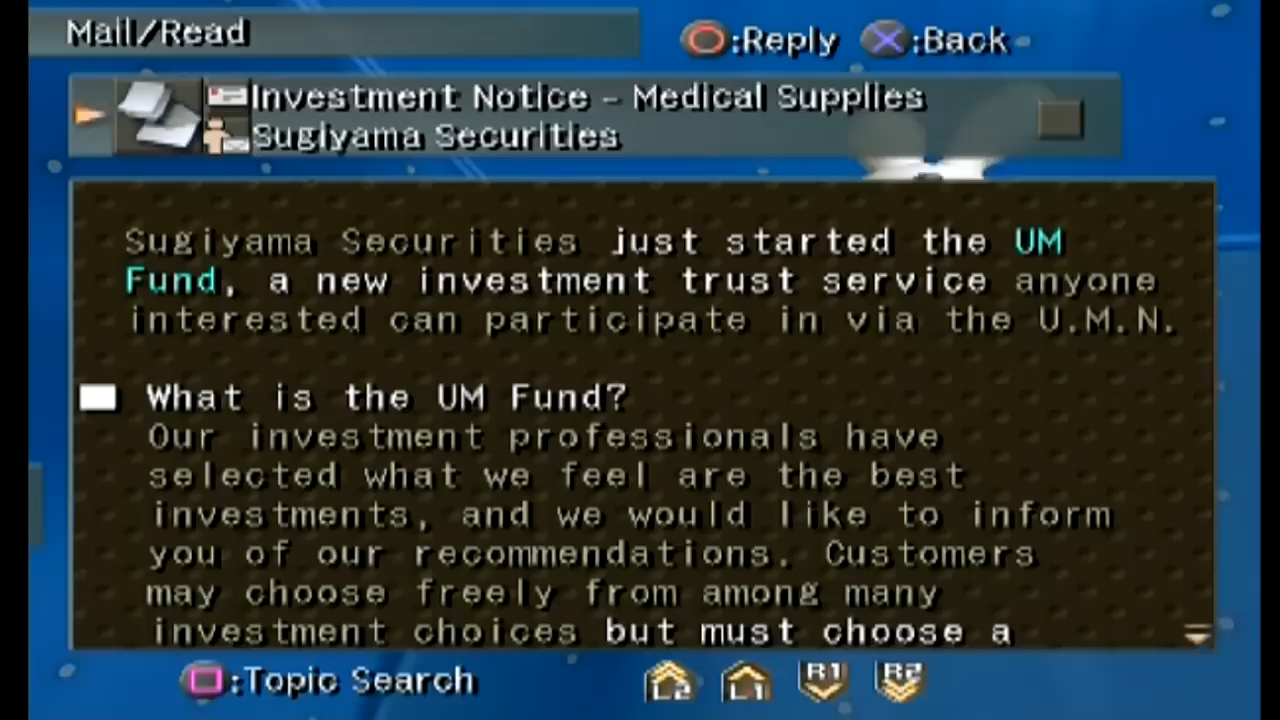 Mail/Read
:Reply :Back
Investment Notice – Medical Supplies
Sugiyama Securities
Sugiyama Securities just started the UM
Fund, a new investment trust service anyone
interested can participate in via the U.M.N.
What is the UM Fund?
Our investment professionals have
selected what we feel are the best
investments, and we would like to inform
you of our recommendations. Customers
may choose freely from among many
investment choices but must choose a
:Topic Search L2 L1 R1 R2